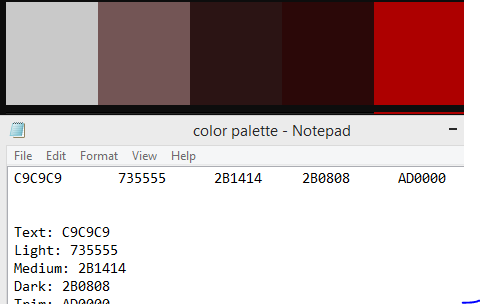 color palette - Notepad
File Edit Format View Help
C9C9C9 735555 2B1414 2B0808 AD0000
Text: C9C9C9
Light: 735555
Medium: 2B1414
Dark: 2B0808
Trim: AD0000